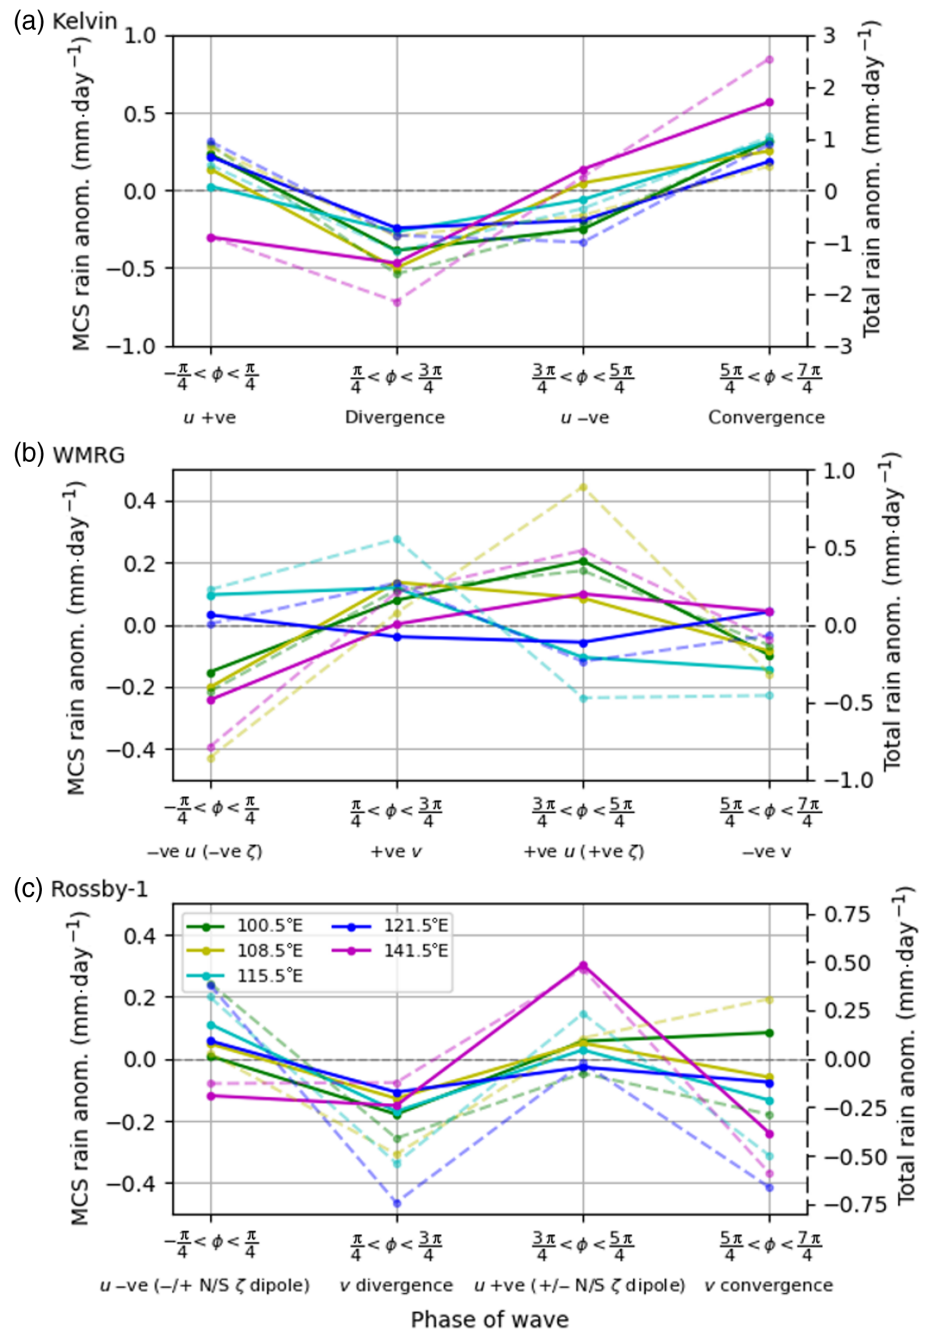 (a) Kelvin
MCS rain anom. (mm·day⁻¹)
1.0
0.5
0.0
−0.5
−1.0
3
2
1
0
−1
−2
−3
Total rain anom. (mm·day⁻¹)
−π/4 < ϕ < π/4
π/4 < ϕ < 3π/4
3π/4 < ϕ < 5π/4
5π/4 < ϕ < 7π/4
u +ve
Divergence
u −ve
Convergence
(b) WMRG
MCS rain anom. (mm·day⁻¹)
0.4
0.2
0.0
−0.2
−0.4
1.0
0.5
0.0
−0.5
−1.0
Total rain anom. (mm·day⁻¹)
−π/4 < ϕ < π/4
π/4 < ϕ < 3π/4
3π/4 < ϕ < 5π/4
5π/4 < ϕ < 7π/4
−ve u (−ve ζ)
+ve v
+ve u (+ve ζ)
−ve v
(c) Rossby-1
MCS rain anom. (mm·day⁻¹)
0.4
0.2
0.0
−0.2
−0.4
100.5°E
108.5°E
115.5°E
121.5°E
141.5°E
0.75
0.50
0.25
0.00
−0.25
−0.50
−0.75
Total rain anom. (mm·day⁻¹)
−π/4 < ϕ < π/4
π/4 < ϕ < 3π/4
3π/4 < ϕ < 5π/4
5π/4 < ϕ < 7π/4
u −ve (−/+ N/S ζ dipole)
v divergence
u +ve (+/− N/S ζ dipole)
v convergence
Phase of wave